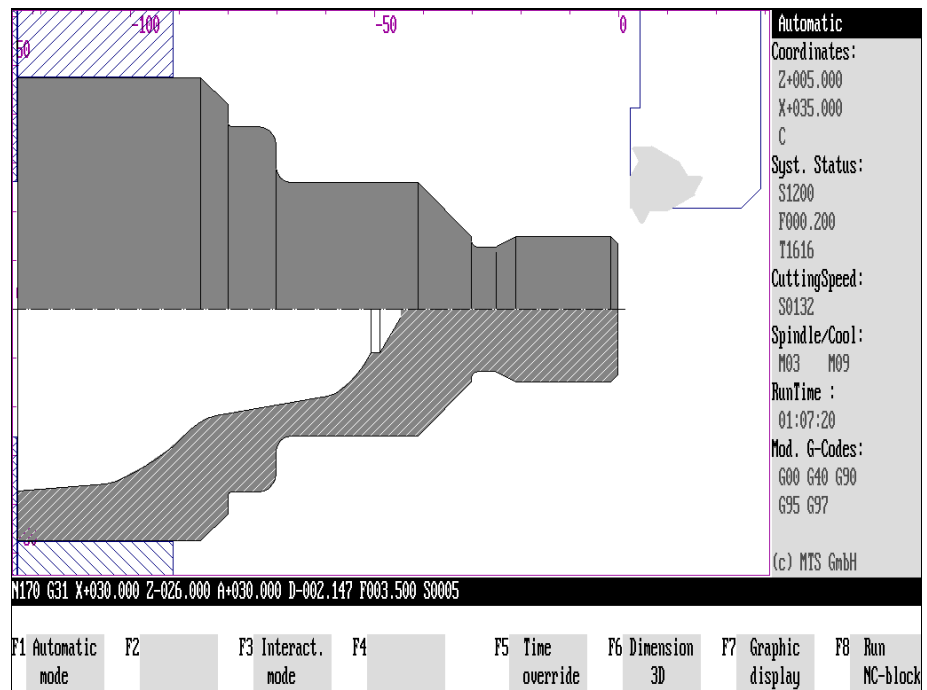 -100 -50 0
50
Automatic
Coordinates:
Z+005.000
X+035.000
C
Syst. Status:
S1200
F000.200
T1616
CuttingSpeed:
S0132
Spindle/Cool:
M03 M09
RunTime :
01:07:20
Mod. G-Codes:
G00 G40 G90
G95 G97
(c) MTS GmbH
N170 G31 X+030.000 Z-026.000 A+030.000 D-002.147 F003.500 S0005
F1 Automatic mode
F2
F3 Interact. mode
F4
F5 Time override
F6 Dimension 3D
F7 Graphic display
F8 Run NC-block